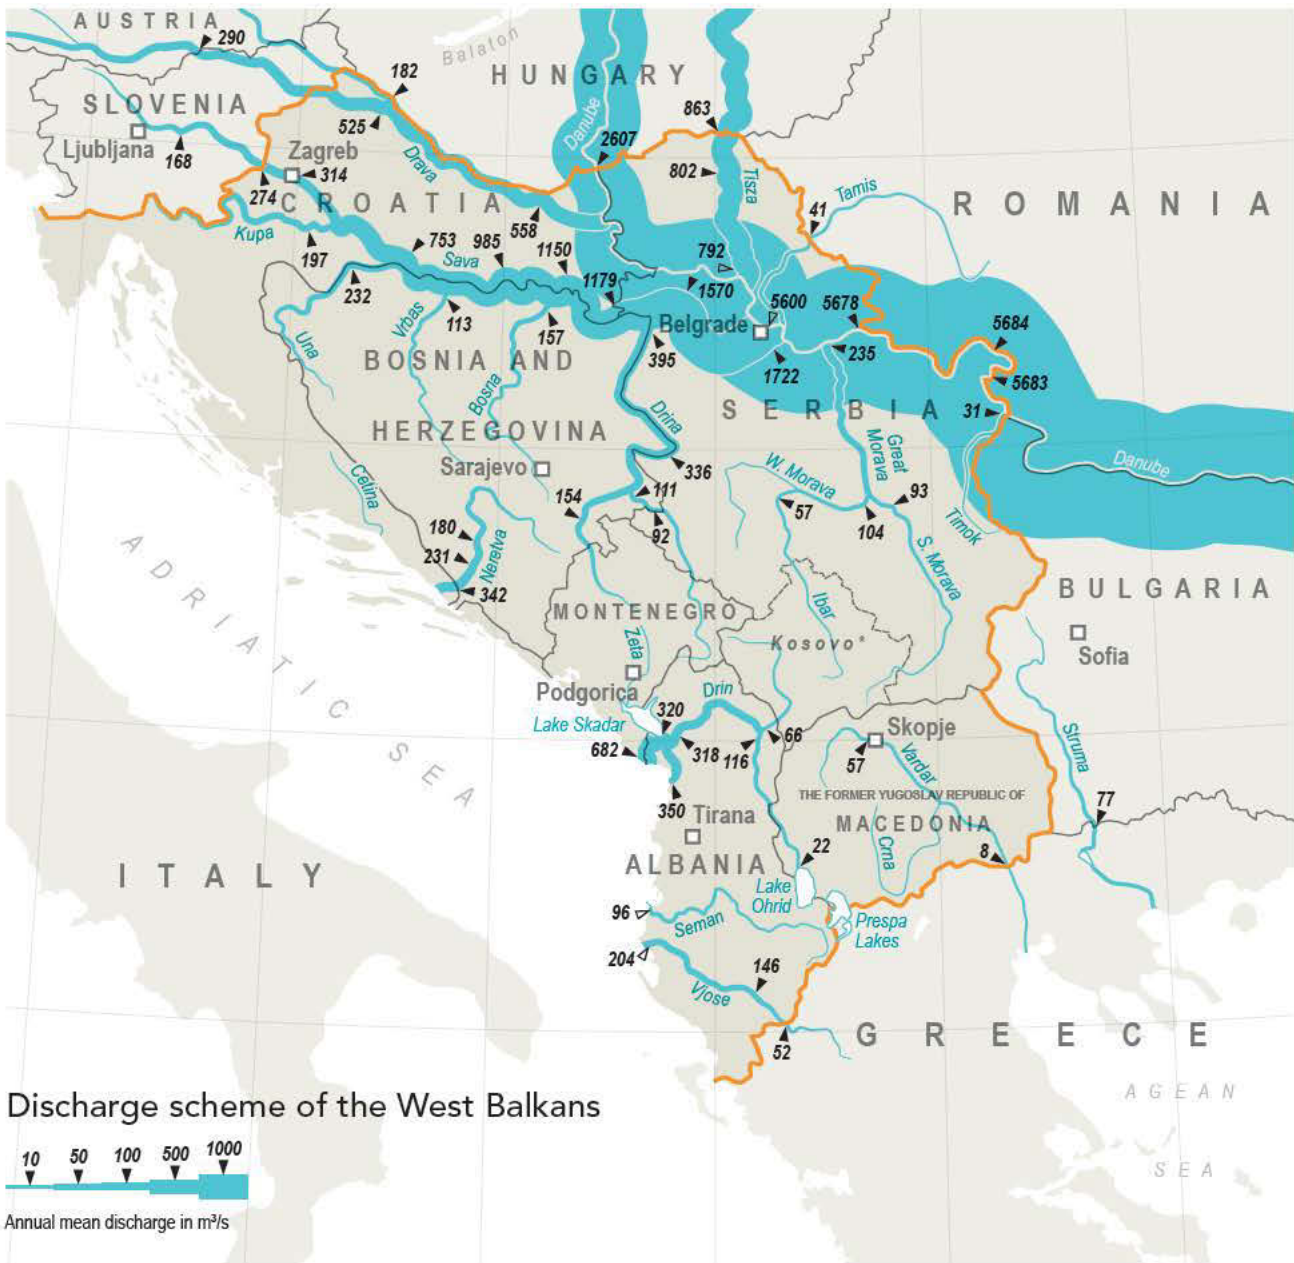 AUSTRIA
290
Balaton
HUNGARY
182
863
SLOVENIA
Danube
525
2607
Ljubljana
168
Zagreb
314
Drava
802
Tisza
274
CROATIA
41
Tamis
ROMANIA
Kupa
197
753
Sava
985
558
1150
792
1179
1570
232
Vrbas
113
157
Belgrade
5600
5678
5684
Una
BOSNIA AND
395
1722
235
5683
Bosna
SERBIA
31
HERZEGOVINA
Drina
Great
Morava
Danube
Sarajevo
336
W. Morava
Cetina
154
111
57
93
Timok
92
104
180
231
Neretva
S. Morava
342
ADRIATIC SEA
MONTENEGRO
Ibar
BULGARIA
Zeta
Kosovo*
Sofia
Podgorica
Drin
Lake Skadar
320
Skopje
682
318
116
66
57
Vardar
Struma
THE FORMER YUGOSLAV REPUBLIC OF
350
Tirana
MACEDONIA
77
ITALY
ALBANIA
22
Crna
8
Lake
Ohrid
96
Seman
Prespa
Lakes
204
146
Vjose
GREECE
52
AGEAN
SEA
Discharge scheme of the West Balkans
10
50
100
500
1000
Annual mean discharge in m³/s